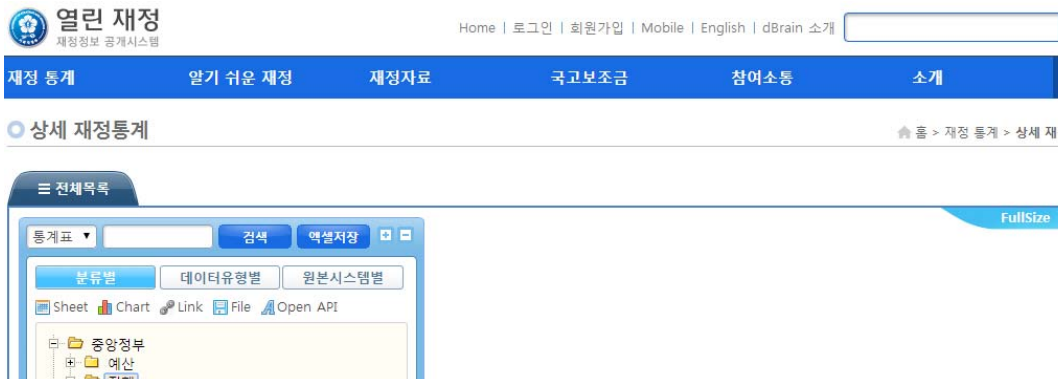 열린 재정
재정정보 공개시스템
Home | 로그인 | 회원가입 | Mobile | English | dBrain 소개
재정 통계 알기 쉬운 재정 재정자료 국고보조금 참여소통 소개
상세 재정통계
홈 > 재정 통계 > 상세 재
전체목록
FullSize
통계표 검색 엑셀저장
분류별 데이터유형별 원본시스템별
Sheet Chart Link File Open API
중앙정부
예산